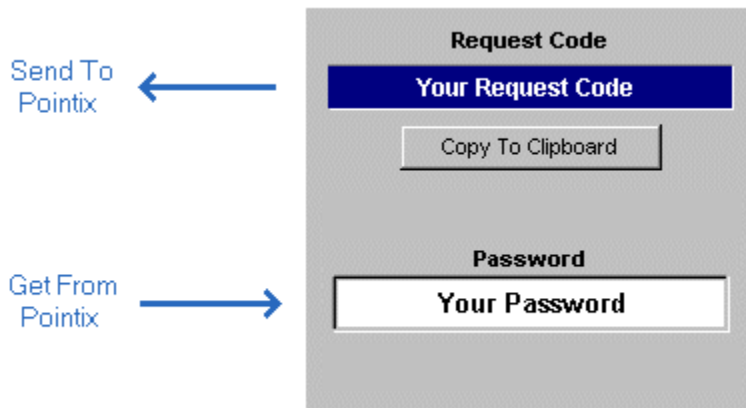 Request Code
Send To
Pointix
Your Request Code
Copy To Clipboard
Password
Get From
Pointix
Your Password